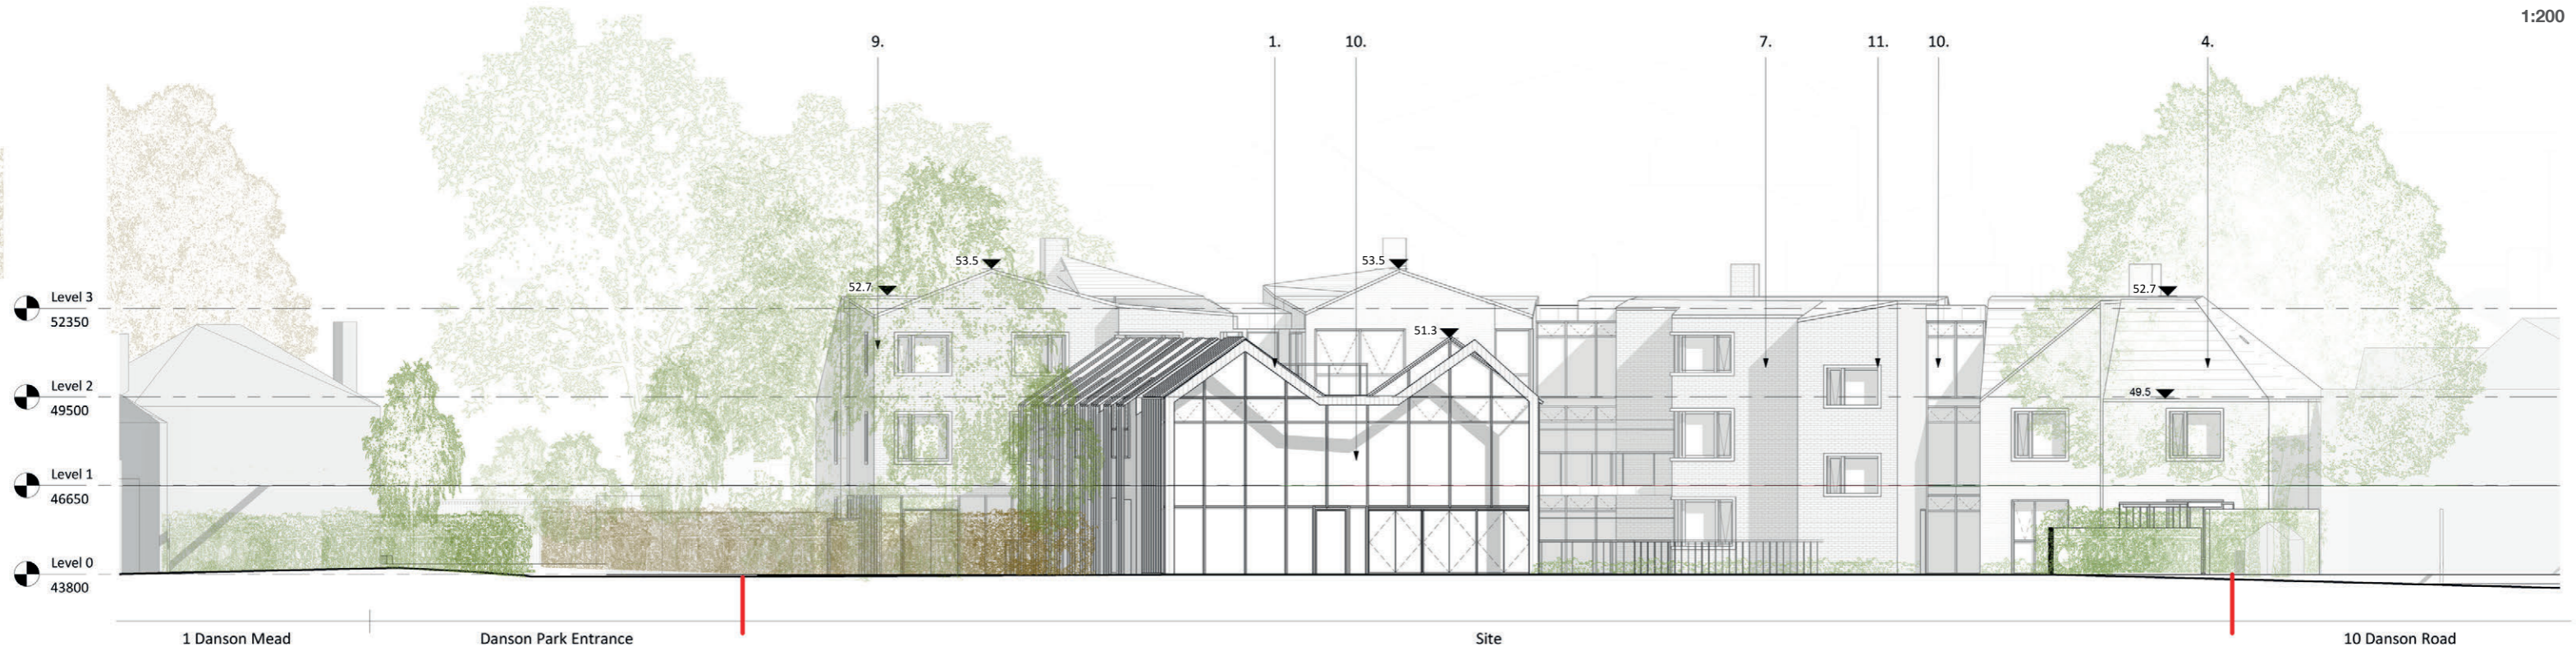 1:200
9.
1.
10.
7.
11.
10.
4.
53.5
53.5
52.7
52.7
51.3
49.5
Level 3
52350
Level 2
49500
Level 1
46650
Level 0
43800
1 Danson Mead
Danson Park Entrance
Site
10 Danson Road